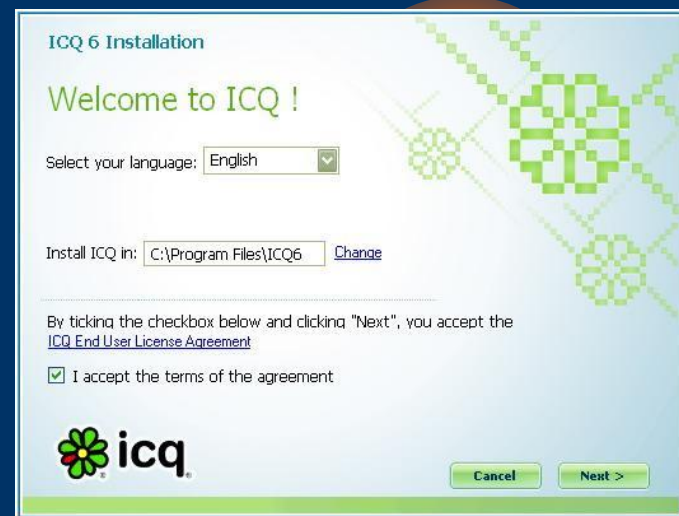 ICQ 6 Installation
Welcome to ICQ !
Select your language: English
Install ICQ in: C:\Program Files\ICQ6 Change
By ticking the checkbox below and clicking "Next", you accept the
ICQ End User License Agreement
I accept the terms of the agreement
icq
Cancel Next >